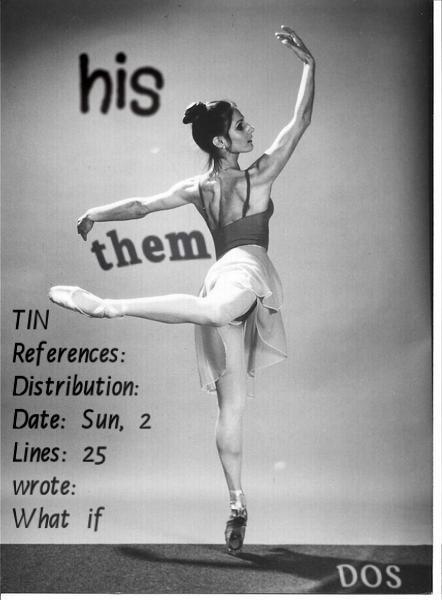 his
them
TIN
References:
Distribution:
Date: Sun, 2
Lines: 25
wrote:
What if
DOS